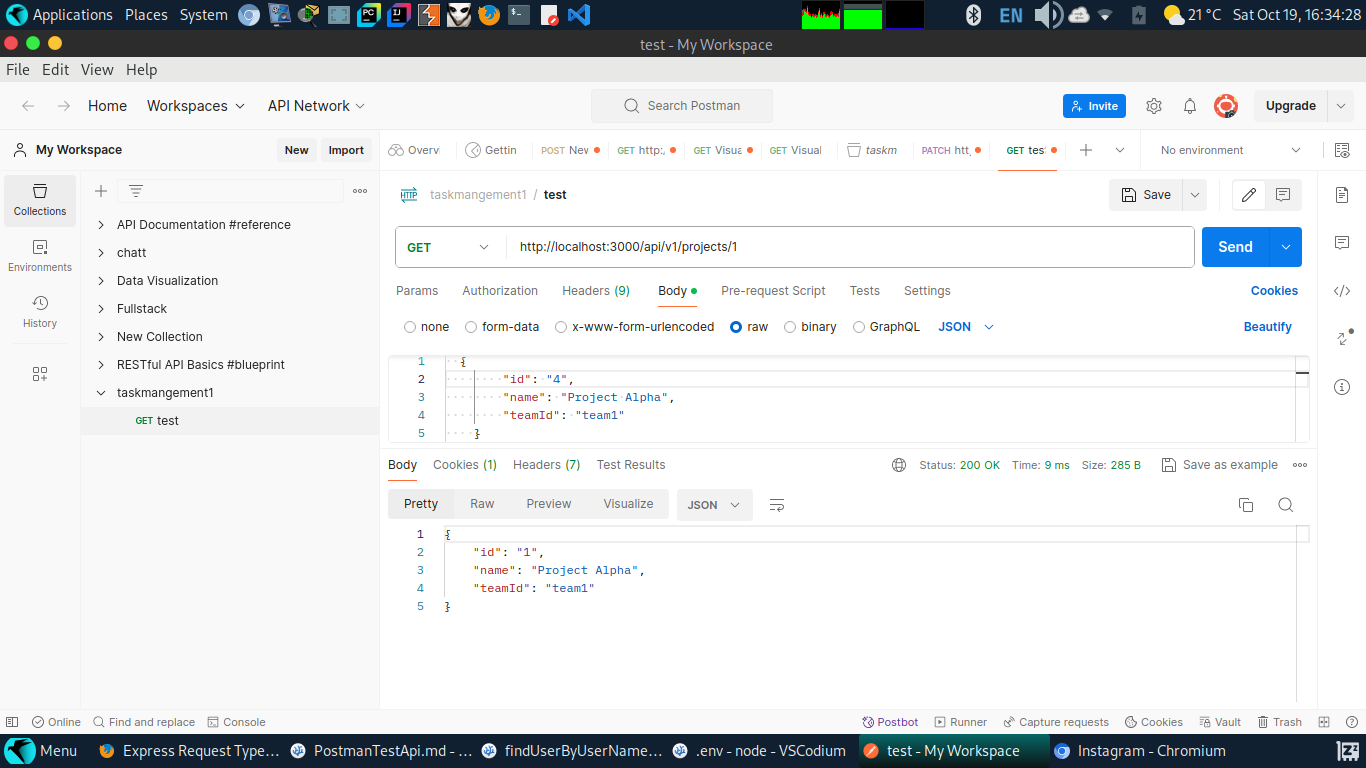 Applications Places System EN 21 °C Sat Oct 19, 16:34:28
test - My Workspace
File Edit View Help
Home Workspaces API Network Search Postman Invite Upgrade
My Workspace New Import Overvi Gettin POST Nev GET http:, GET Visua GET Visual taskm PATCH htt, GET tes No environment
Collections
Environments
History
API Documentation #reference
chatt
Data Visualization
Fullstack
New Collection
RESTful API Basics #blueprint
taskmangement1
GET test
HTTP taskmangement1 / test Save
GET http://localhost:3000/api/v1/projects/1 Send
Params Authorization Headers (9) Body Pre-request Script Tests Settings Cookies
none form-data x-www-form-urlencoded raw binary GraphQL JSON Beautify
1 {
2 "id": "4",
3 "name": "Project Alpha",
4 "teamId": "team1"
5 }
Body Cookies (1) Headers (7) Test Results Status: 200 OK Time: 9 ms Size: 285 B Save as example
Pretty Raw Preview Visualize JSON
1 {
2 "id": "1",
3 "name": "Project Alpha",
4 "teamId": "team1"
5 }
Online Find and replace Console Postbot Runner Capture requests Cookies Vault Trash
Menu Express Request Type... PostmanTestApi.md - ... findUserByUserName... .env - node - VSCodium test - My Workspace Instagram - Chromium